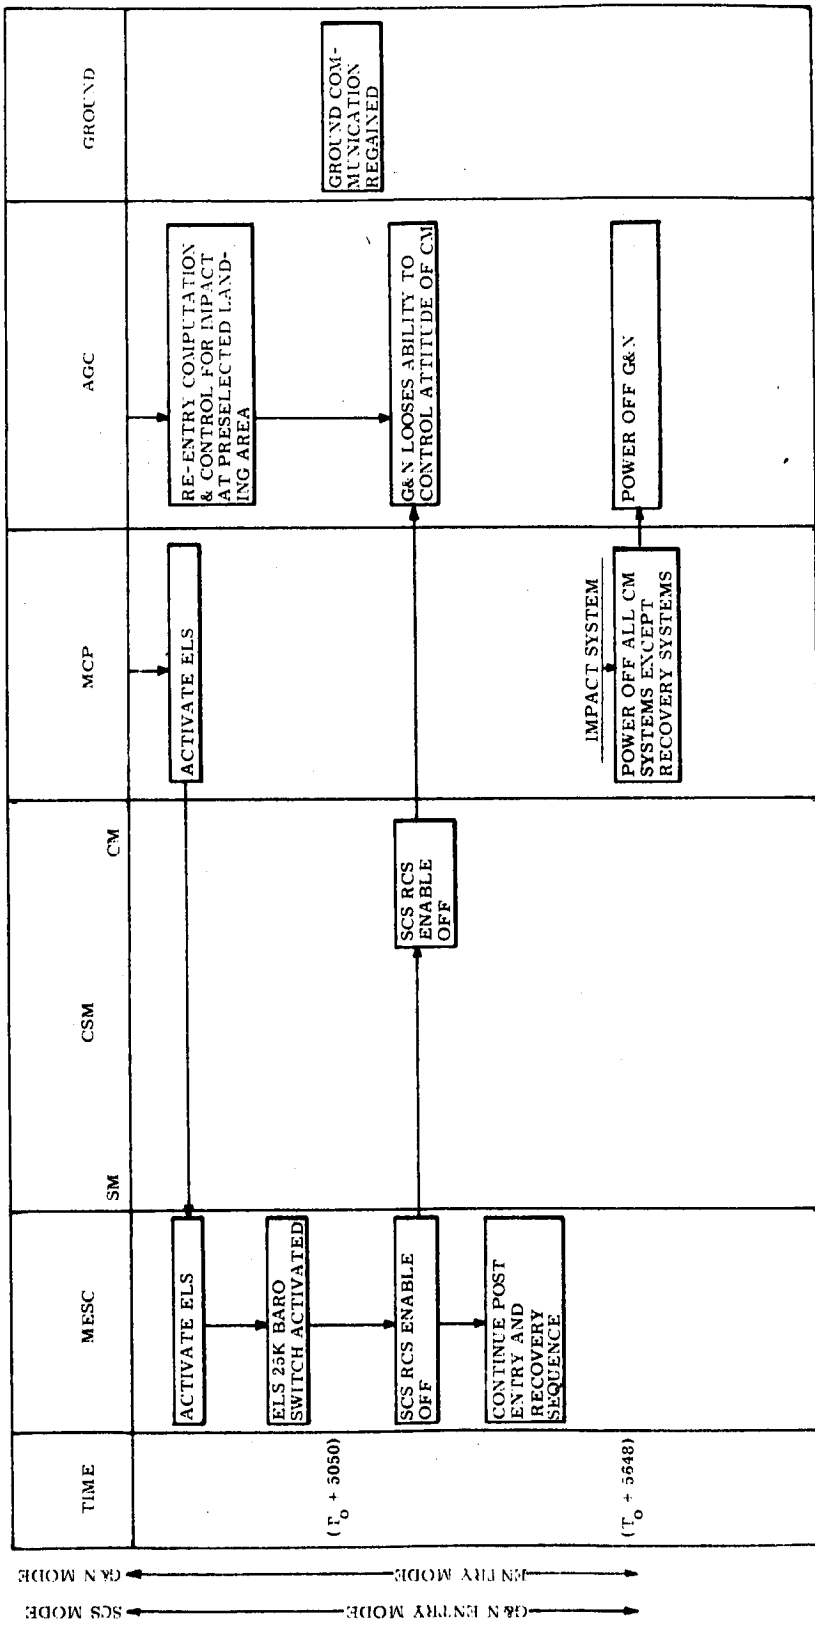 SCS MODE
G&N ENTRY MODE
G&N MODE
ENTRY MODE
TIME
MESC
SM
CSM
CM
MCP
AGC
GROUND
ACTIVATE ELS
ACTIVATE ELS
RE-ENTRY COMPUTATION
& CONTROL FOR IMPACT
AT PRESELECTED LAND-
ING AREA
ELS 25K BARO
SWITCH ACTIVATED
(T0 + 5050)
GROUND COM-
MUNICATION
REGAINED
SCS RCS ENABLE
OFF
SCS RCS
ENABLE
OFF
G&N LOOSES ABILITY TO
CONTROL ATTITUDE OF CM
CONTINUE POST
ENTRY AND
RECOVERY
SEQUENCE
IMPACT SYSTEM
(T0 + 5648)
POWER OFF ALL CM
SYSTEMS EXCEPT
RECOVERY SYSTEMS
POWER OFF G&N